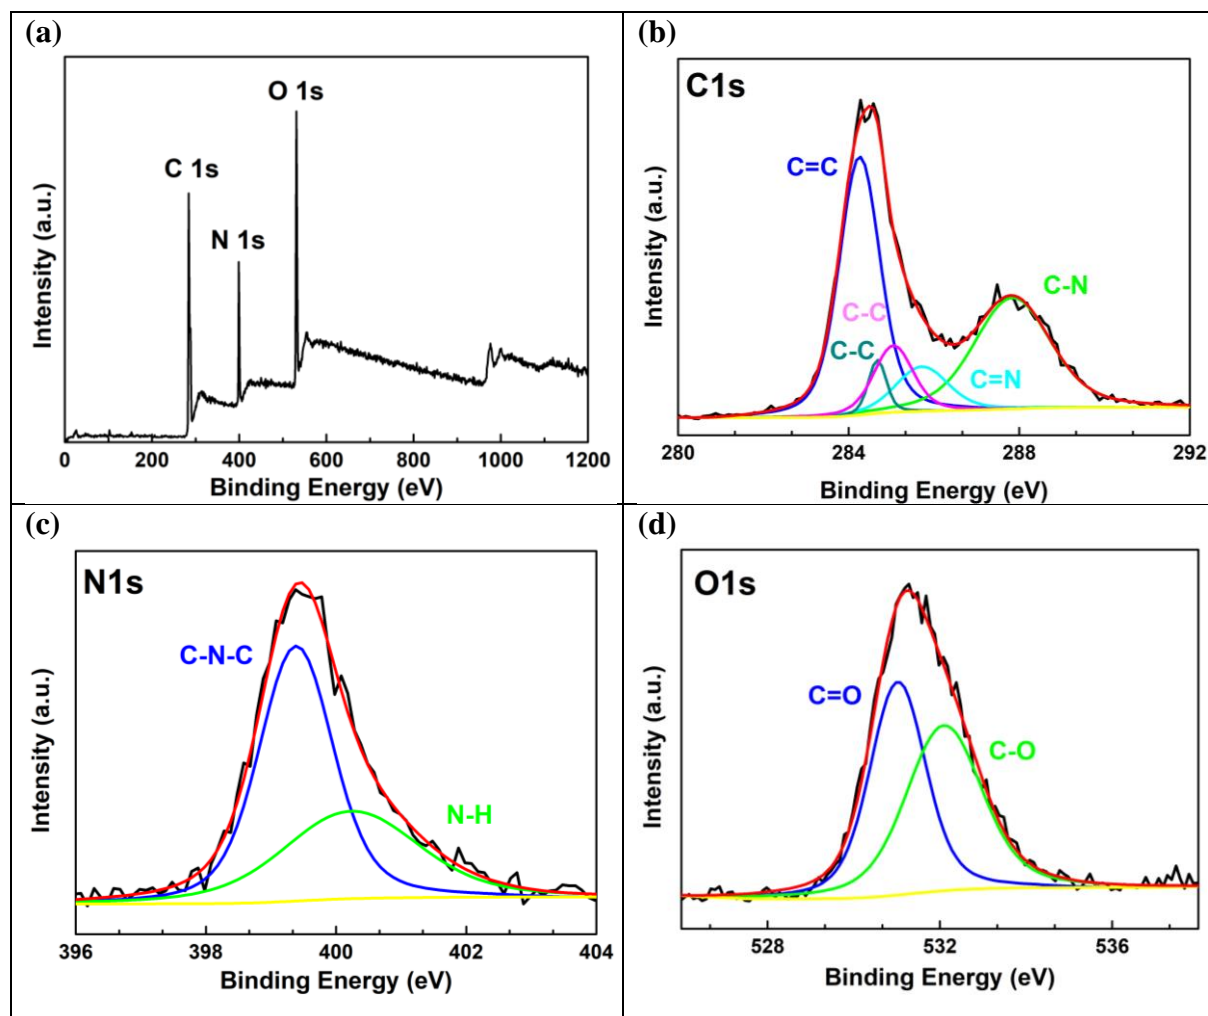 (a)
O 1s
C 1s
N 1s
Intensity (a.u.)
0 200 400 600 800 1000 1200
Binding Energy (eV)
(b)
C1s
C=C
C-N
C-C
C-C
C=N
Intensity (a.u.)
280 284 288 292
Binding Energy (eV)
(c)
N1s
C-N-C
N-H
Intensity (a.u.)
396 398 400 402 404
Binding Energy (eV)
(d)
O1s
C=O
C-O
Intensity (a.u.)
528 532 536
Binding Energy (eV)